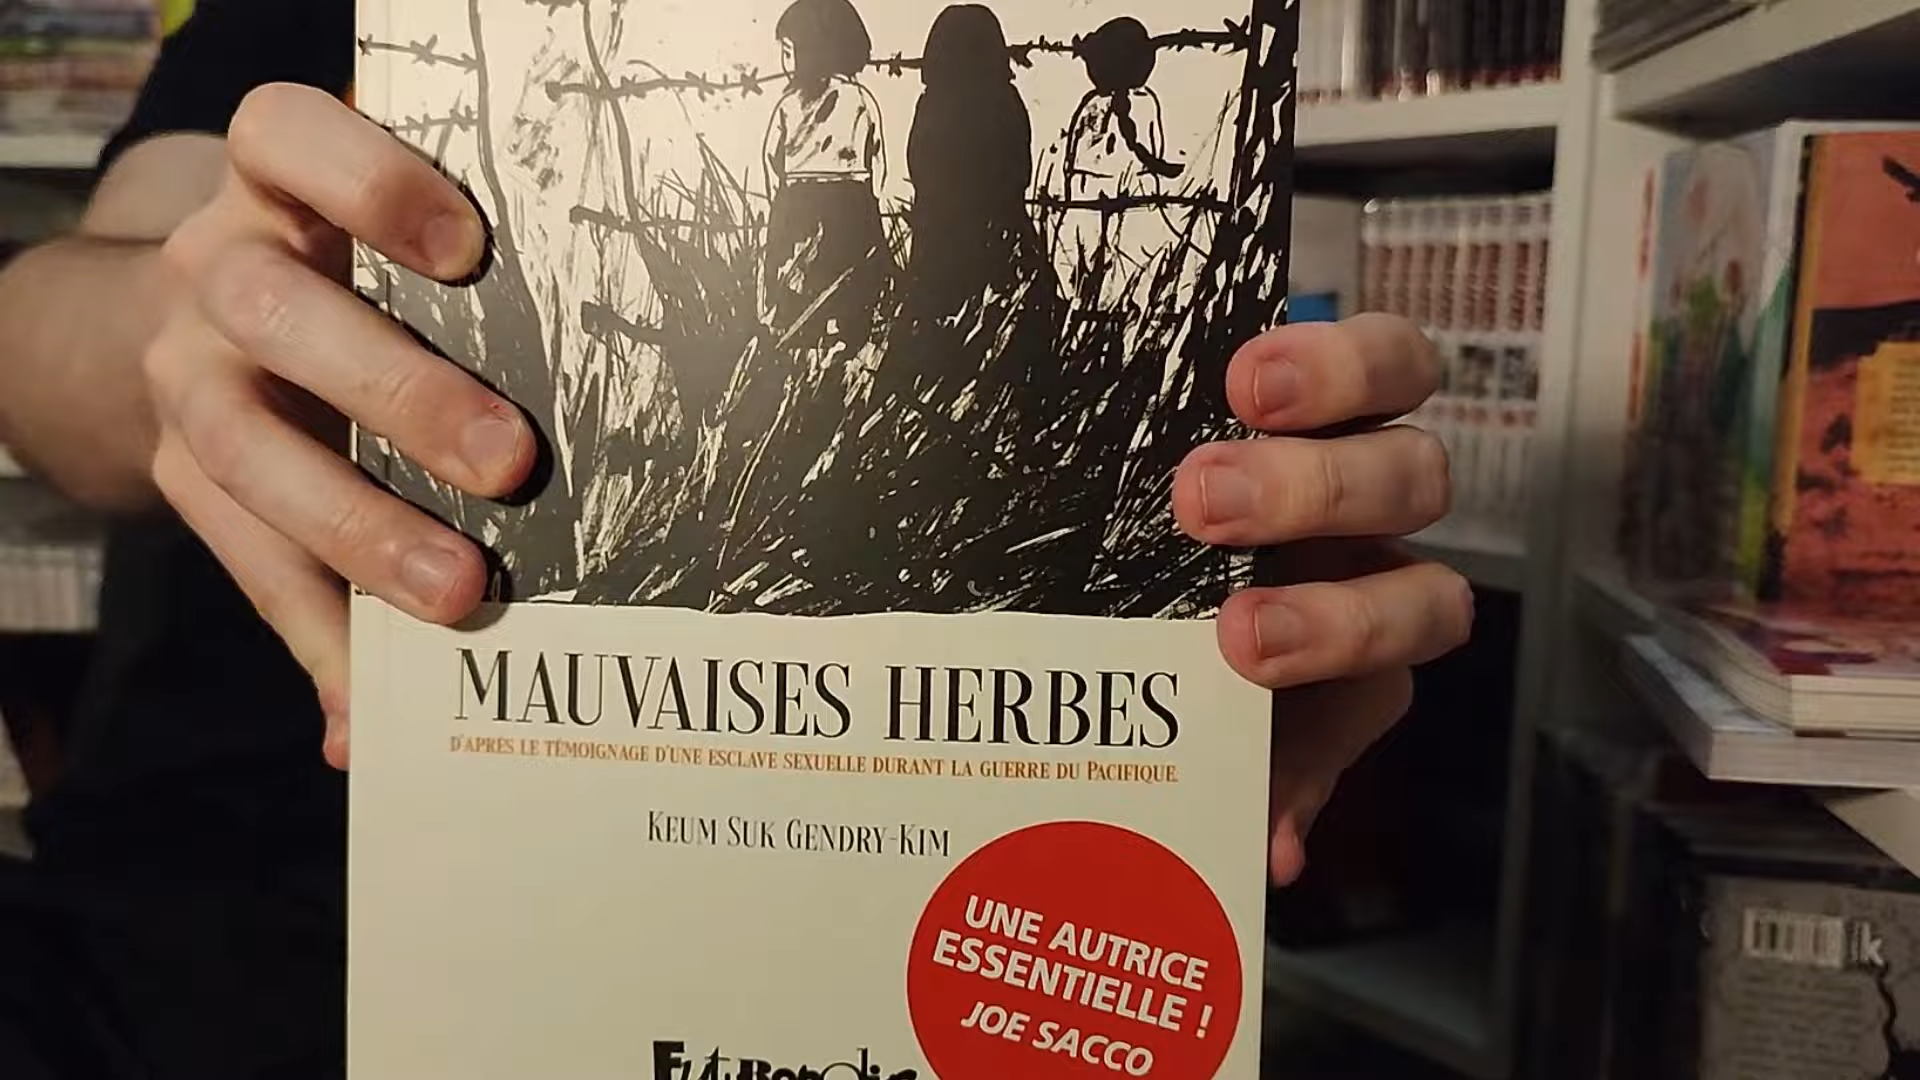 MAUVAISES HERBES
D'APRÈS LE TÉMOIGNAGE D'UNE ESCLAVE SEXUELLE DURANT LA GUERRE DU PACIFIQUE
KEUM SUK GENDRY-KIM
UNE AUTRICE
ESSENTIELLE !
JOE SACCO